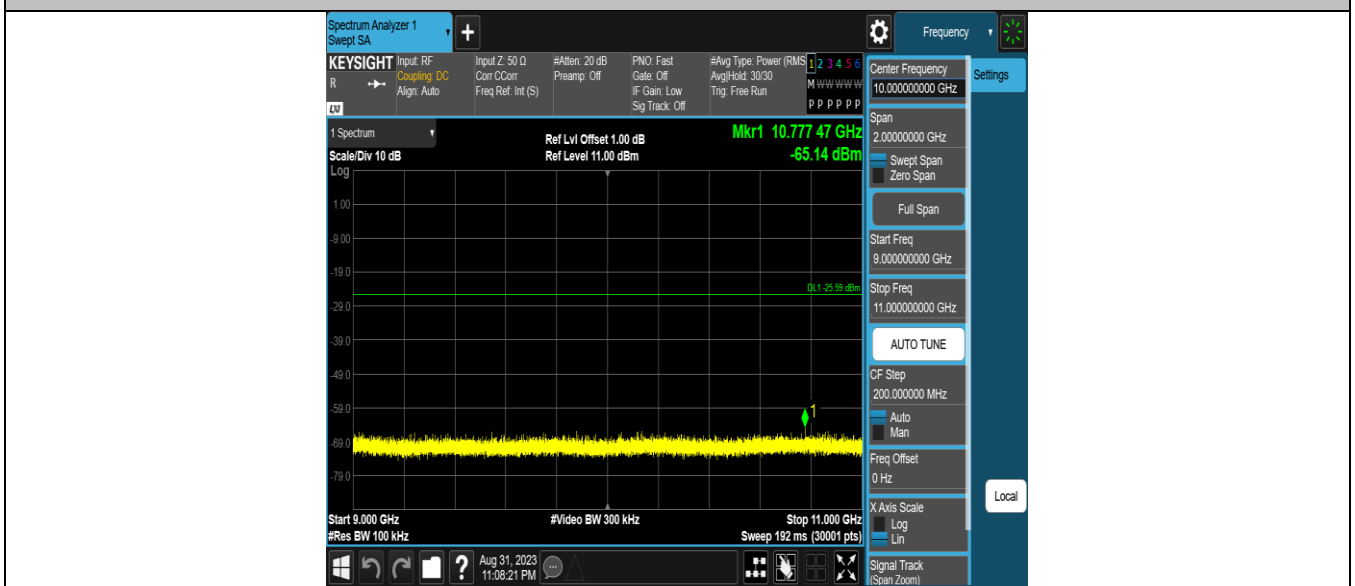 Spectrum Analyzer 1
Swept SA
+
Frequency
KEYSIGHT
R
LXI
Input: RF
Coupling: DC
Align: Auto
Input Z: 50 Ω
Corr CCorr
Freq Ref: Int (S)
#Atten: 20 dB
Preamp: Off
PNO: Fast
Gate: Off
IF Gain: Low
Sig Track: Off
#Avg Type: Power (RMS
Avg|Hold: 30/30
Trig: Free Run
1 2 3 4 5 6
M W W W W W
P P P P P P
1 Spectrum
Scale/Div 10 dB
Log
Ref Lvl Offset 1.00 dB
Ref Level 11.00 dBm
Mkr1 10.777 47 GHz
-65.14 dBm
1.00
-9.00
-19.0
DL1 -25.59 dBm
-29.0
-39.0
-49.0
-59.0
1
-69.0
-79.0
Start 9.000 GHz
#Res BW 100 kHz
#Video BW 300 kHz
Stop 11.000 GHz
Sweep 192 ms (30001 pts)
?
Aug 31, 2023
11:08:21 PM
Center Frequency
10.000000000 GHz
Span
2.00000000 GHz
Swept Span
Zero Span
Full Span
Start Freq
9.000000000 GHz
Stop Freq
11.000000000 GHz
AUTO TUNE
CF Step
200.000000 MHz
Auto
Man
Freq Offset
0 Hz
X Axis Scale
Log
Lin
Signal Track
(Span Zoom)
Settings
Local